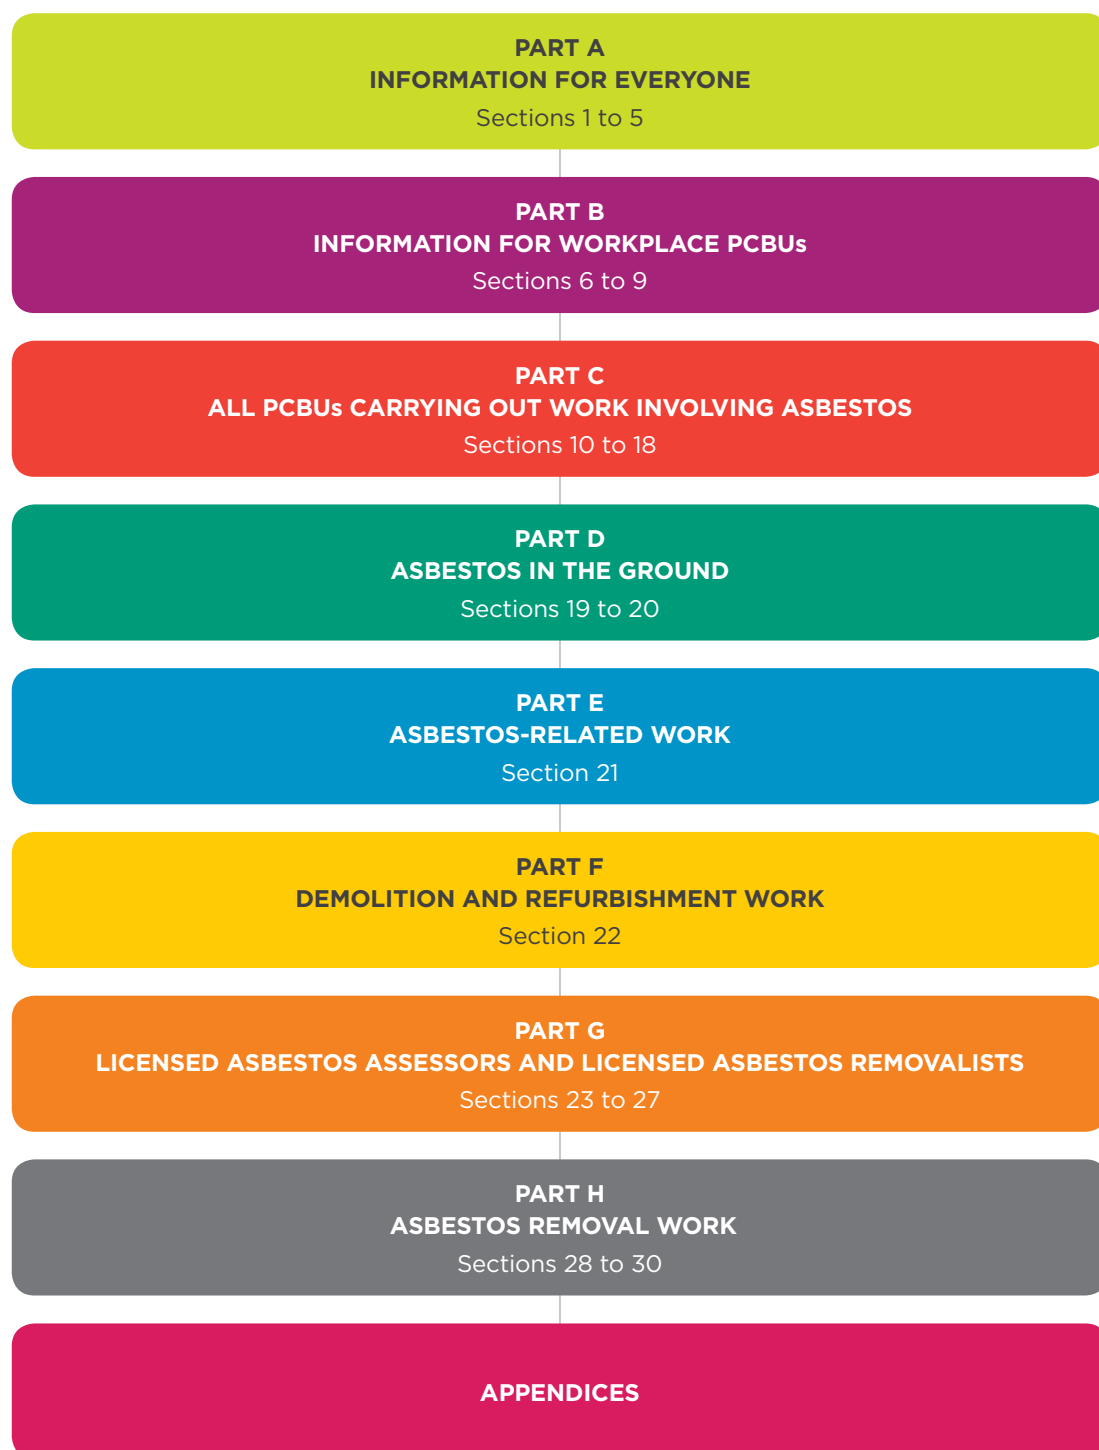 PART A
INFORMATION FOR EVERYONE
Sections 1 to 5
PART B
INFORMATION FOR WORKPLACE PCBUs
Sections 6 to 9
PART C
ALL PCBUs CARRYING OUT WORK INVOLVING ASBESTOS
Sections 10 to 18
PART D
ASBESTOS IN THE GROUND
Sections 19 to 20
PART E
ASBESTOS-RELATED WORK
Section 21
PART F
DEMOLITION AND REFURBISHMENT WORK
Section 22
PART G
LICENSED ASBESTOS ASSESSORS AND LICENSED ASBESTOS REMOVALISTS
Sections 23 to 27
PART H
ASBESTOS REMOVAL WORK
Sections 28 to 30
APPENDICES